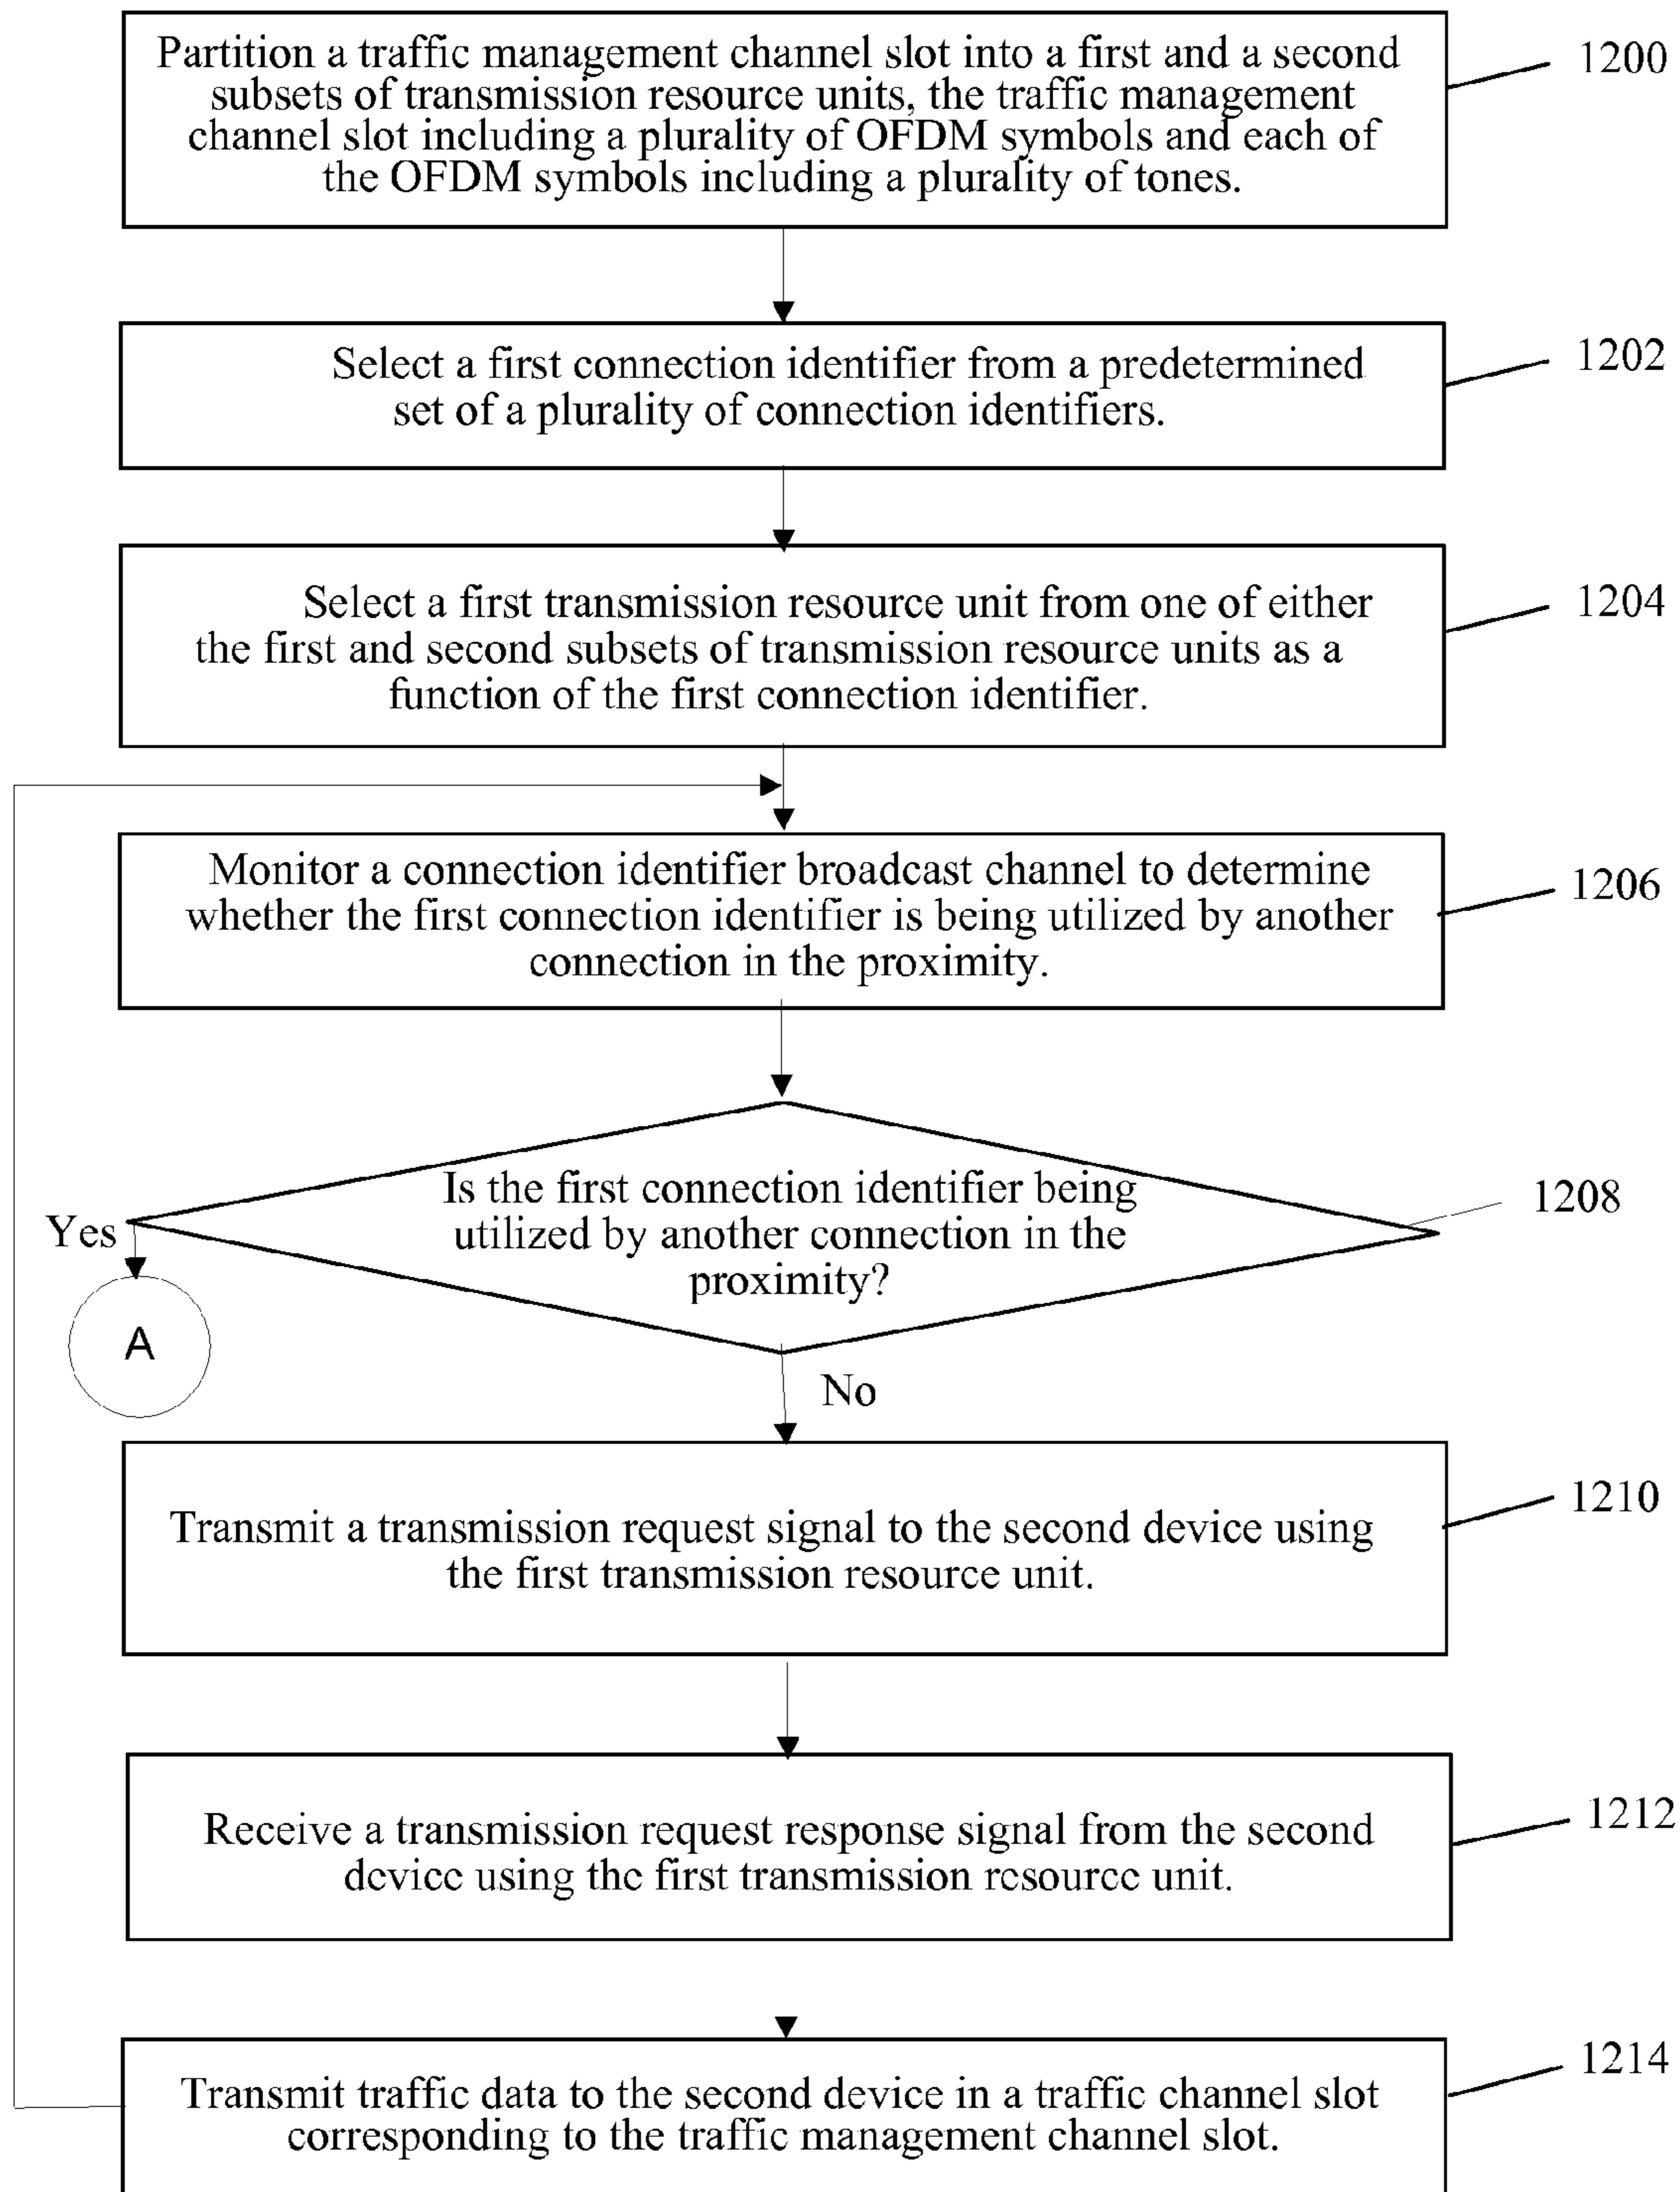 Partition a traffic management channel slot into a first and a second
subsets of transmission resource units, the traffic management
channel slot including a plurality of OFDM symbols and each of
the OFDM symbols including a plurality of tones.
1200
Select a first connection identifier from a predetermined
set of a plurality of connection identifiers.
1202
Select a first transmission resource unit from one of either
the first and second subsets of transmission resource units as a
function of the first connection identifier.
1204
Monitor a connection identifier broadcast channel to determine
whether the first connection identifier is being utilized by another
connection in the proximity.
1206
Is the first connection identifier being
utilized by another connection in the
proximity?
1208
Yes
A
No
Transmit a transmission request signal to the second device using
the first transmission resource unit.
1210
Receive a transmission request response signal from the second
device using the first transmission resource unit.
1212
Transmit traffic data to the second device in a traffic channel slot
corresponding to the traffic management channel slot.
1214